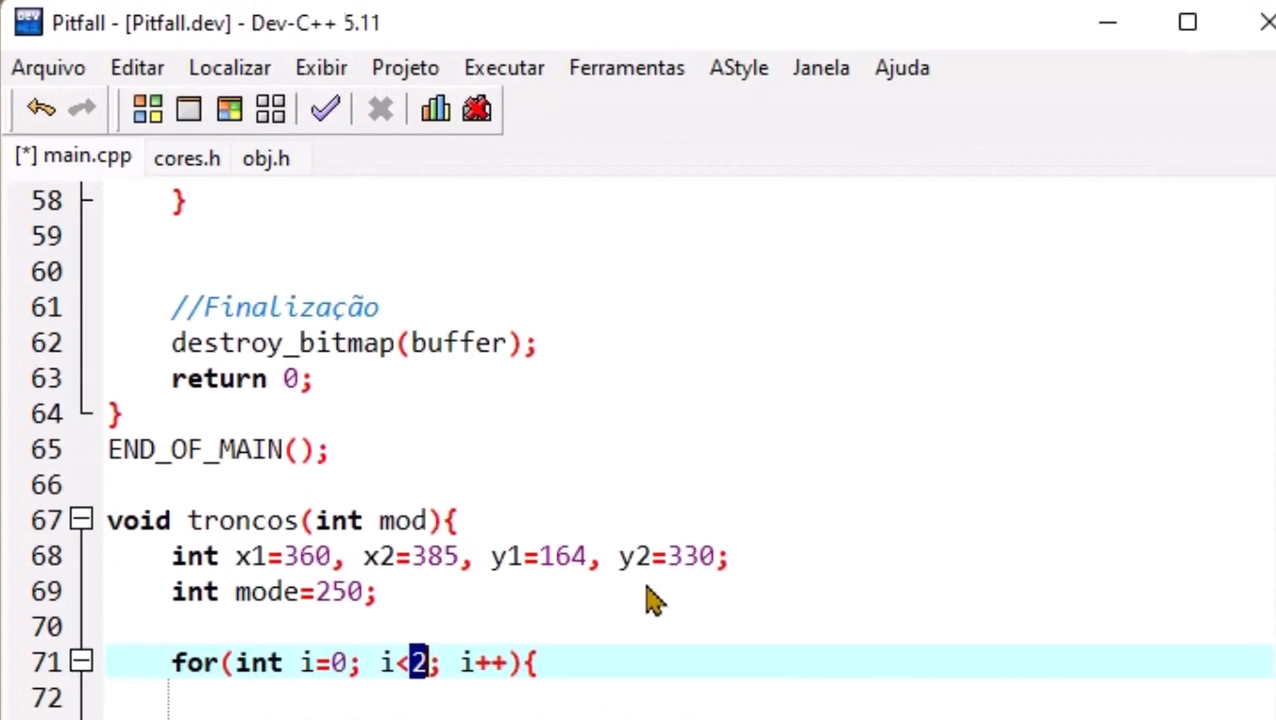 DEV Pitfall - [Pitfall.dev] - Dev-C++ 5.11
Arquivo Editar Localizar Exibir Projeto Executar Ferramentas AStyle Janela Ajuda
[*] main.cpp cores.h obj.h
58 }
59
60
61 //Finalização
62 destroy_bitmap(buffer);
63 return 0;
64 }
65 END_OF_MAIN();
66
67 void troncos(int mod){
68 int x1=360, x2=385, y1=164, y2=330;
69 int mode=250;
70
71 for(int i=0; i<2; i++){
72